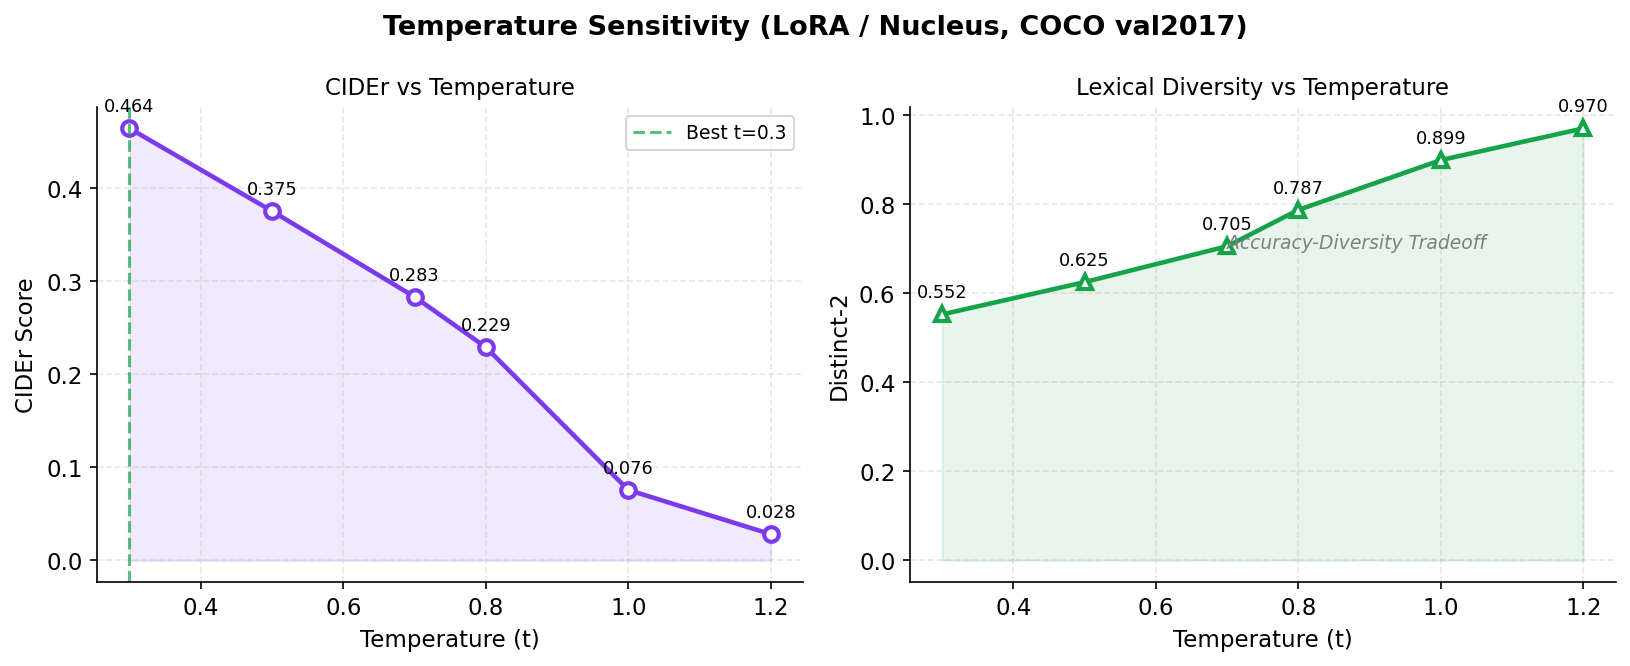 Temperature Sensitivity (LoRA / Nucleus, COCO val2017)
CIDEr vs Temperature
0.464
0.375
0.283
0.229
0.076
0.028
Best t=0.3
CIDEr Score
0.4
0.3
0.2
0.1
0.0
0.4 0.6 0.8 1.0 1.2
Temperature (t)
Lexical Diversity vs Temperature
0.552
0.625
0.705
0.787
0.899
0.970
Accuracy-Diversity Tradeoff
Distinct-2
1.0
0.8
0.6
0.4
0.2
0.0
0.4 0.6 0.8 1.0 1.2
Temperature (t)